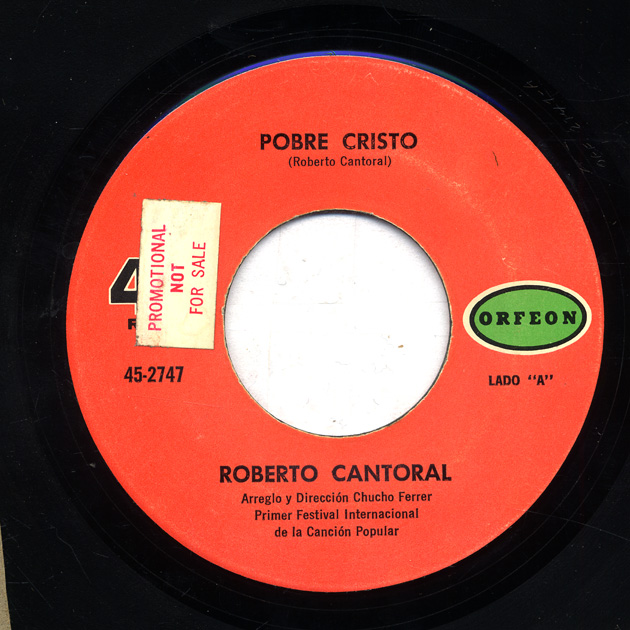 POBRE CRISTO
(Roberto Cantoral)
PROMOTIONAL
NOT
FOR SALE
45-2747
ORFEON
LADO "A"
ROBERTO CANTORAL
Arreglo y Dirección Chucho Ferrer
Primer Festival Internacional
de la Canción Popular